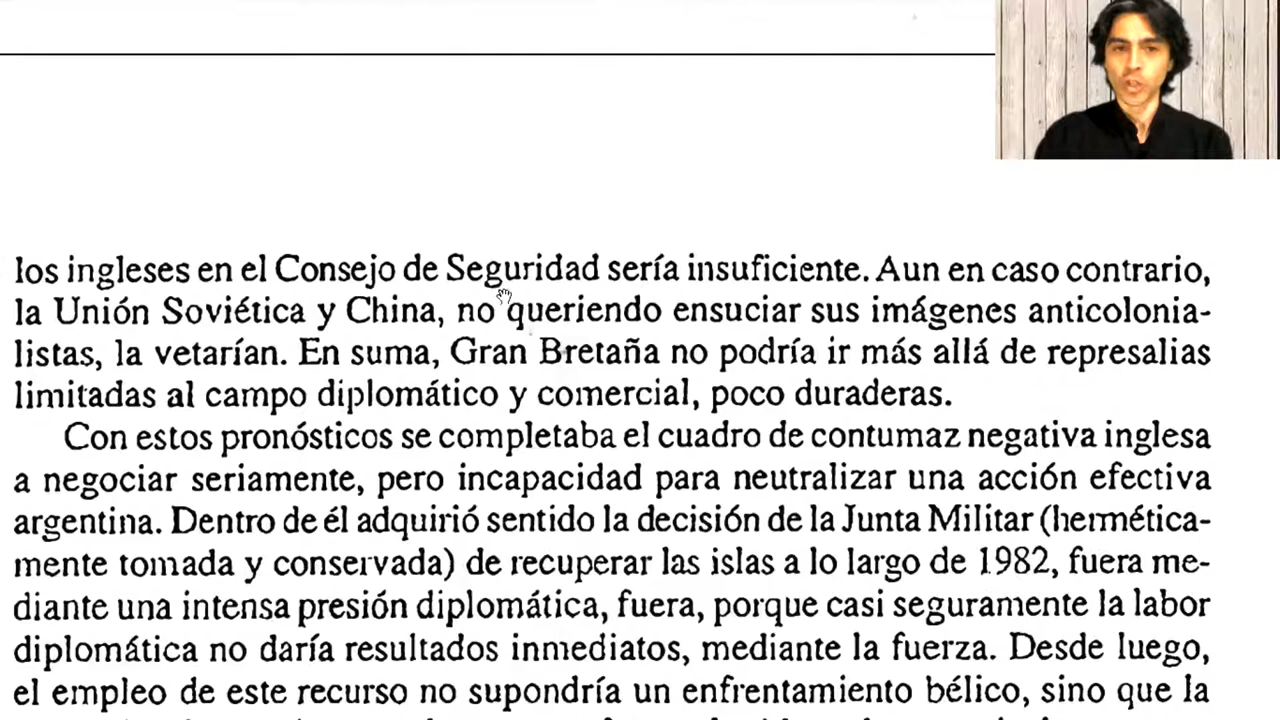 los ingleses en el Consejo de Seguridad sería insuficiente. Aun en caso contrario,
la Unión Soviética y China, no queriendo ensuciar sus imágenes anticolonia-
listas, la vetarían. En suma, Gran Bretaña no podría ir más allá de represalias
limitadas al campo diplomático y comercial, poco duraderas.
Con estos pronósticos se completaba el cuadro de contumaz negativa inglesa
a negociar seriamente, pero incapacidad para neutralizar una acción efectiva
argentina. Dentro de él adquirió sentido la decisión de la Junta Militar (hermética-
mente tomada y conservada) de recuperar las islas a lo largo de 1982, fuera me-
diante una intensa presión diplomática, fuera, porque casi seguramente la labor
diplomática no daría resultados inmediatos, mediante la fuerza. Desde luego,
el empleo de este recurso no supondría un enfrentamiento bélico, sino que la